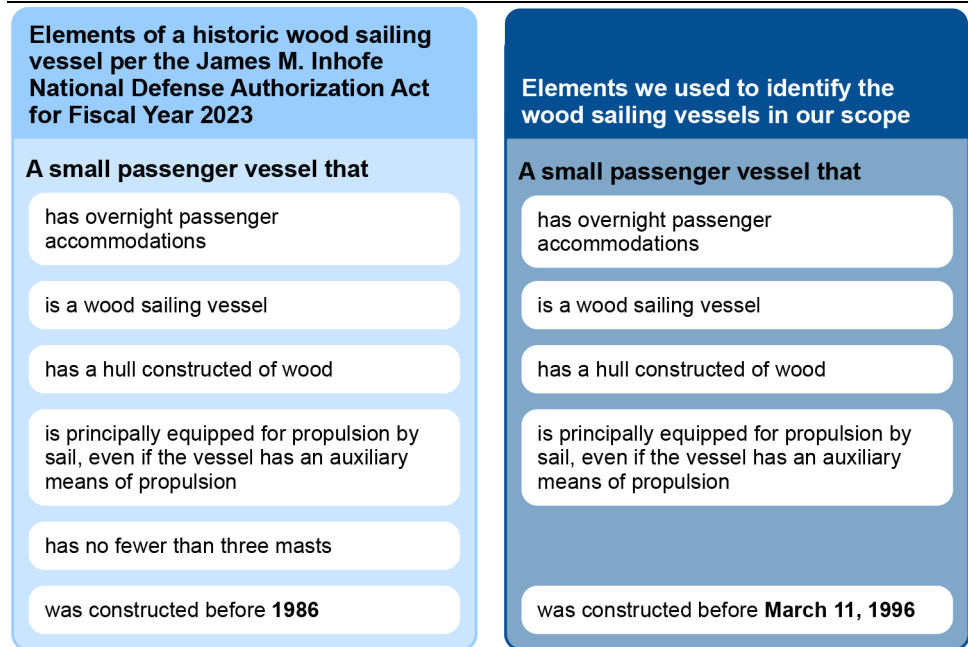 Elements of a historic wood sailing
vessel per the James M. Inhofe
National Defense Authorization Act
for Fiscal Year 2023
A small passenger vessel that
has overnight passenger
accommodations
is a wood sailing vessel
has a hull constructed of wood
is principally equipped for propulsion by
sail, even if the vessel has an auxiliary
means of propulsion
has no fewer than three masts
was constructed before 1986
Elements we used to identify the
wood sailing vessels in our scope
A small passenger vessel that
has overnight passenger
accommodations
is a wood sailing vessel
has a hull constructed of wood
is principally equipped for propulsion by
sail, even if the vessel has an auxiliary
means of propulsion
was constructed before March 11, 1996